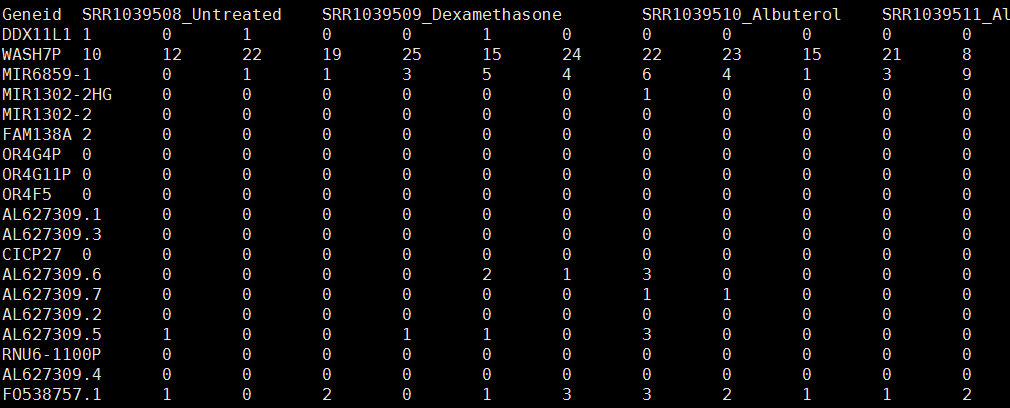 Geneid SRR1039508_Untreated SRR1039509_Dexamethasone SRR1039510_Albuterol SRR1039511_Al
DDX11L1 1 0 1 0 0 1 0 0 0 0 0 0
WASH7P 10 12 22 19 25 15 24 22 23 15 21 8
MIR6859-1 0 1 1 3 5 4 6 4 1 3 9
MIR1302-2HG 0 0 0 0 0 0 1 0 0 0 0
MIR1302-2 0 0 0 0 0 0 0 0 0 0 0
FAM138A 2 0 0 0 0 0 0 0 0 0 0 0
OR4G4P 0 0 0 0 0 0 0 0 0 0 0 0
OR4G11P 0 0 0 0 0 0 0 0 0 0 0 0
OR4F5 0 0 0 0 0 0 0 0 0 0 0 0
AL627309.1 0 0 0 0 0 0 0 0 0 0 0
AL627309.3 0 0 0 0 0 0 0 0 0 0 0
CICP27 0 0 0 0 0 0 0 0 0 0 0 0
AL627309.6 0 0 0 0 2 1 3 0 0 0 0
AL627309.7 0 0 0 0 0 0 1 1 0 0 0
AL627309.2 0 0 0 0 0 0 0 0 0 0 0
AL627309.5 1 0 0 1 1 0 3 0 0 0 0
RNU6-1100P 0 0 0 0 0 0 0 0 0 0 0
AL627309.4 0 0 0 0 0 0 0 0 0 0 0
FO538757.1 1 0 2 0 1 3 3 2 1 1 2